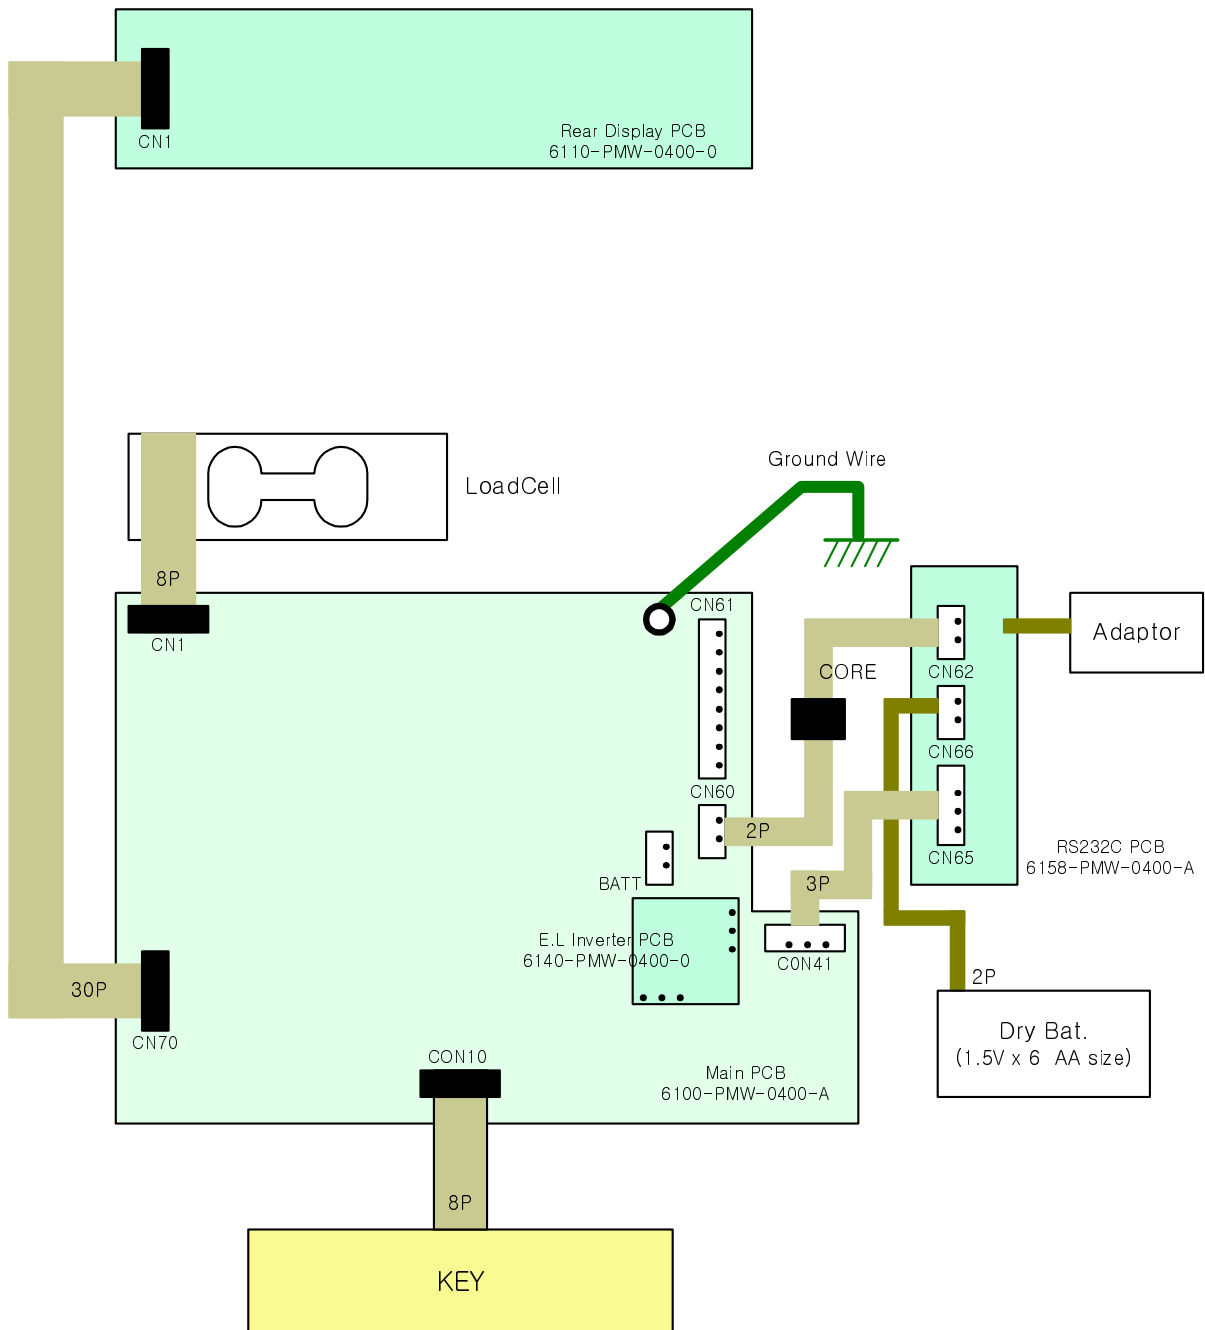 CN1
Rear Display PCB
6110-PMW-0400-0
Ground Wire
LoadCell
8P
CN1
CN61
Adaptor
CORE
CN62
CN66
CN60
2P
CN65
RS232C PCB
6158-PMW-0400-A
BATT
3P
E.L Inverter PCB
6140-PMW-0400-0
CON41
2P
30P
CN70
Dry Bat.
(1.5V x 6  AA size)
CON10
Main PCB
6100-PMW-0400-A
8P
KEY